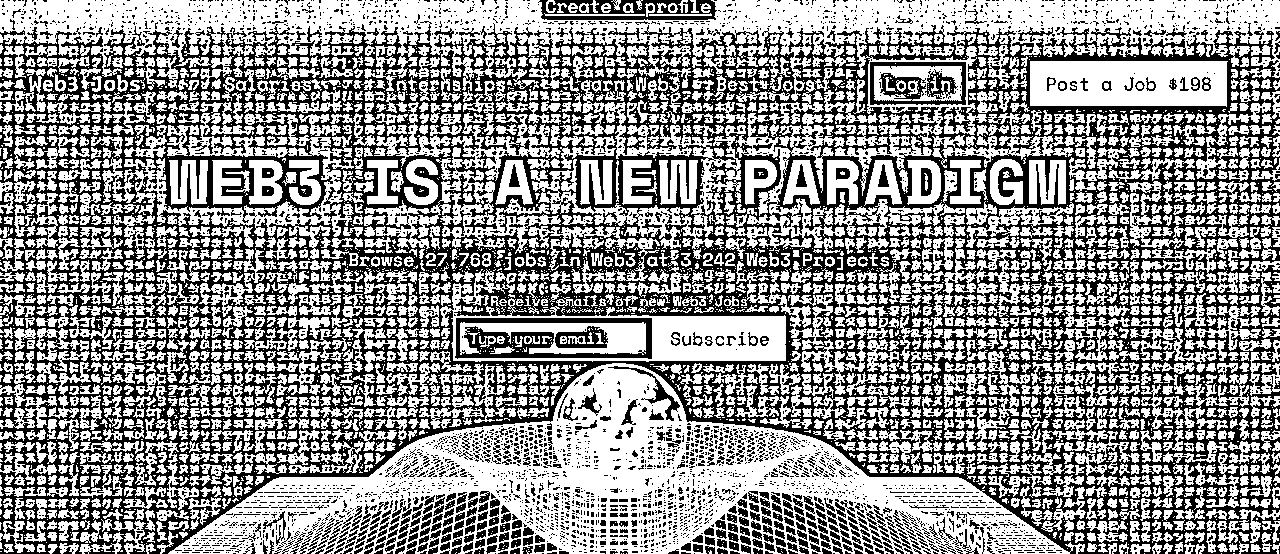 Create a profile
Web3 Jobs Salaries Internships Learn Web3 Best Jobs Log in Post a Job $198
WEB3 IS A NEW PARADIGM
Browse 27,768 jobs in Web3 at 3,242 Web3 Projects
Receive emails of new Web3 Jobs
Type your email Subscribe